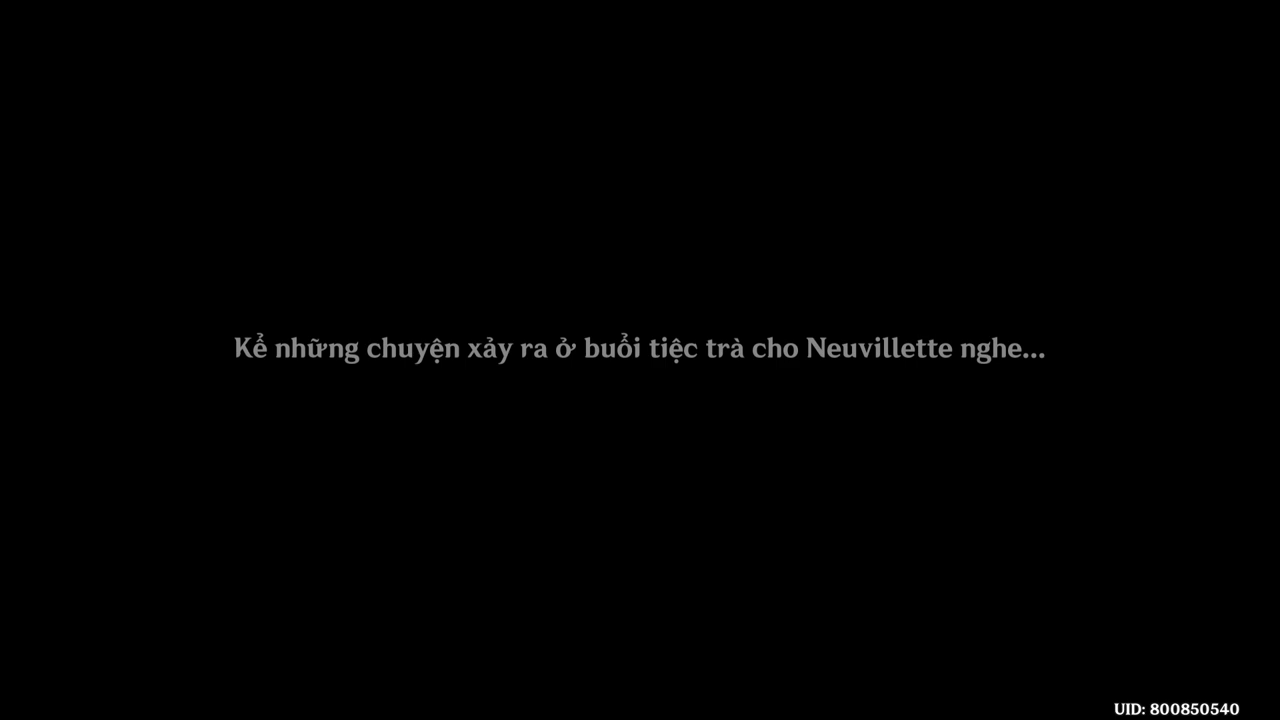 Kể những chuyện xảy ra ở buổi tiệc trà cho Neuvillette nghe...
UID: 800850540